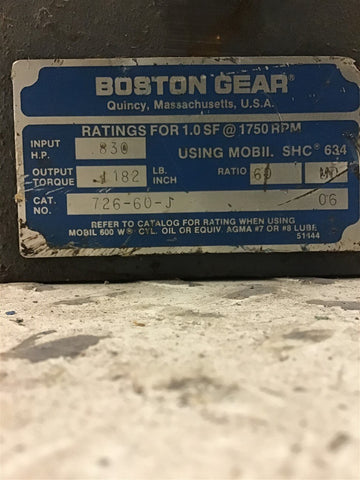 BOSTON GEAR®
Quincy, Massachusetts, U.S.A.
RATINGS FOR 1.0 SF @ 1750 RPM
INPUT H.P. .830 USING MOBIL SHC® 634
OUTPUT TORQUE 1182 LB. INCH RATIO 60
CAT. NO. 726-60-J 06
REFER TO CATALOG FOR RATING WHEN USING
MOBIL 600 W® CYL. OIL OR EQUIV. AGMA #7 OR #8 LUBE
51444